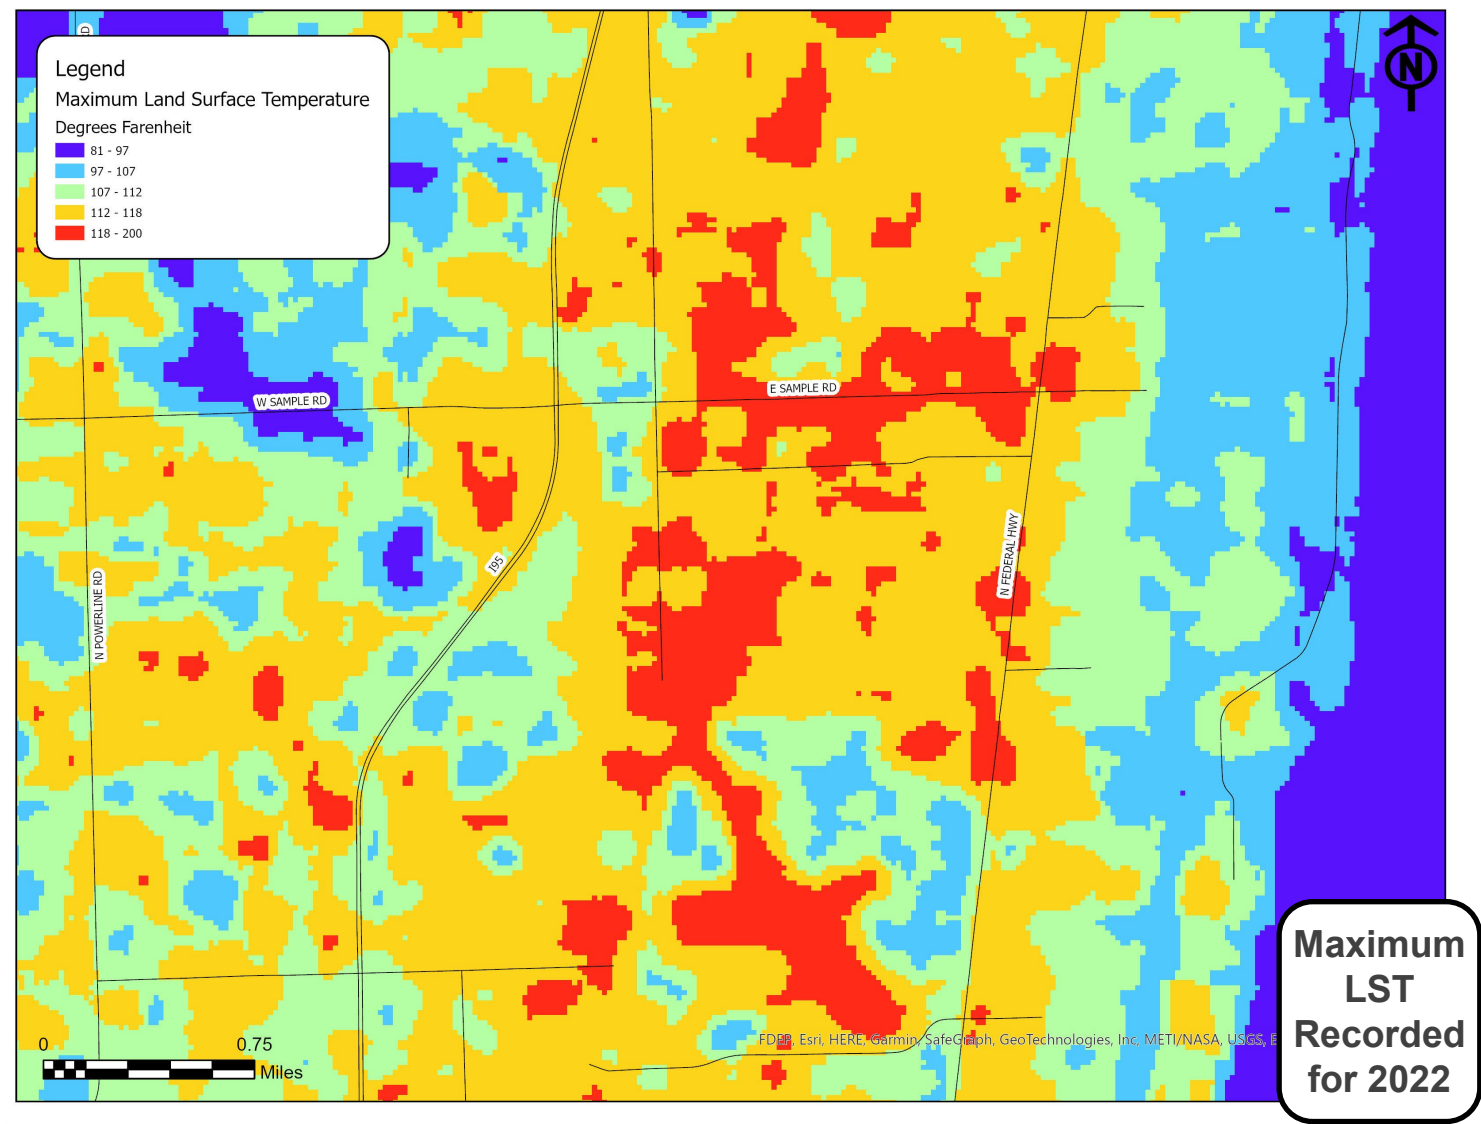 RD
N
Legend
Maximum Land Surface Temperature
Degrees Farenheit
81 - 97
97 - 107
107 - 112
112 - 118
118 - 200
W SAMPLE RD
E SAMPLE RD
I95
N FEDERAL HWY
N POWERLINE RD
0 0.75
Miles
FDEP, Esri, HERE, Garmin, SafeGraph, GeoTechnologies, Inc, METI/NASA, USGS, E
Maximum
LST
Recorded
for 2022